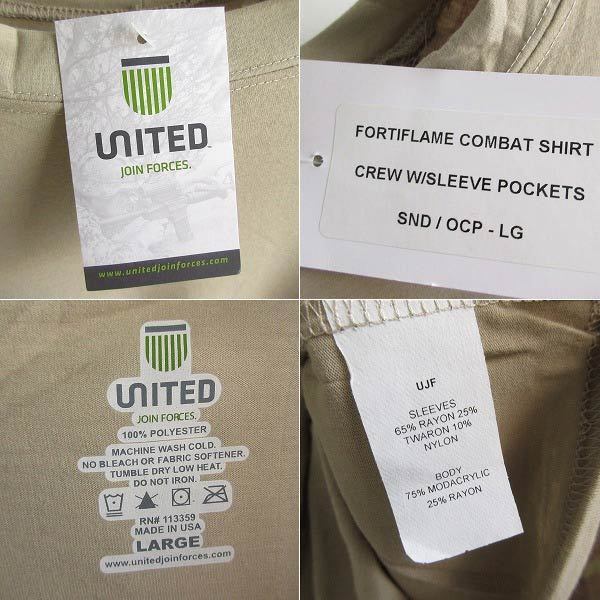 UNITED
JOIN FORCES.
www.unitedjoinforces.com
FORTIFLAME COMBAT SHIRT
CREW W/SLEEVE POCKETS
SND / OCP - LG
UNITED
JOIN FORCES.
100% POLYESTER
MACHINE WASH COLD.
NO BLEACH OR FABRIC SOFTENER.
TUMBLE DRY LOW HEAT.
DO NOT IRON.
RN# 113359
MADE IN USA
LARGE
www.unitedjoinforces.com
UJF
SLEEVES
65% RAYON 25%
TWARON 10%
NYLON
BODY
75% MODACRYLIC
25% RAYON